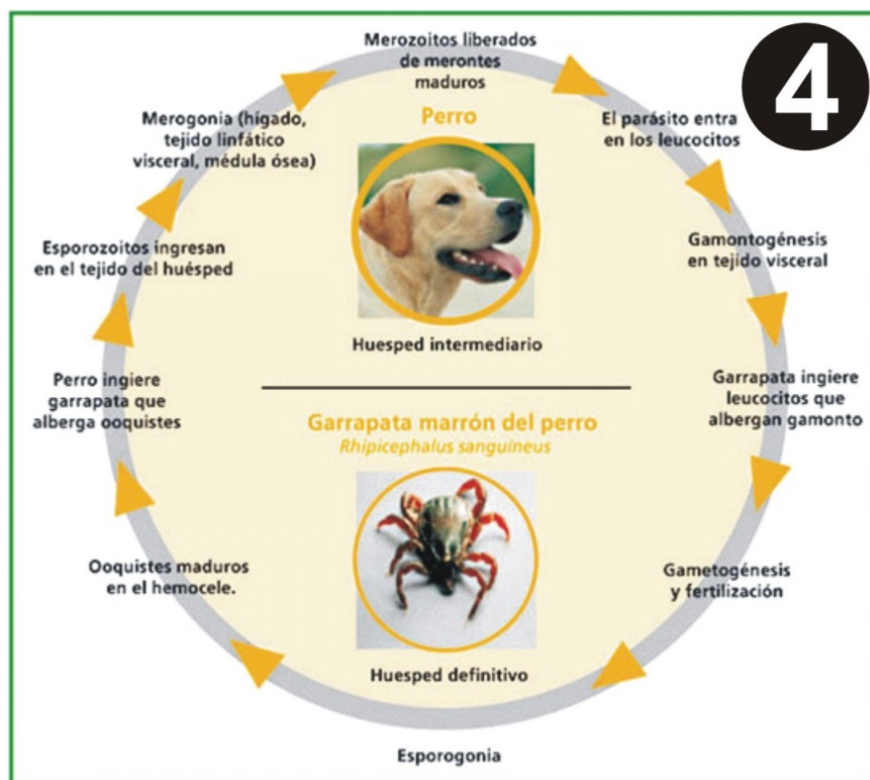 4
Merozoitos liberados
de merontes
maduros
El parásito entra
en los leucocitos
Gamontogénesis
en tejido visceral
Garrapata ingiere
leucocitos que
albergan gamonto
Gametogénesis
y fertilización
Esporogonia
Ooquistes maduros
en el hemocele.
Perro ingiere
garrapata que
alberga ooquistes
Esporozoitos ingresan
en el tejido del huésped
Merogonia (hígado,
tejido linfático
visceral, médula ósea)
Perro
Huesped intermediario
Garrapata marrón del perro
Rhipicephalus sanguineus
Huesped definitivo